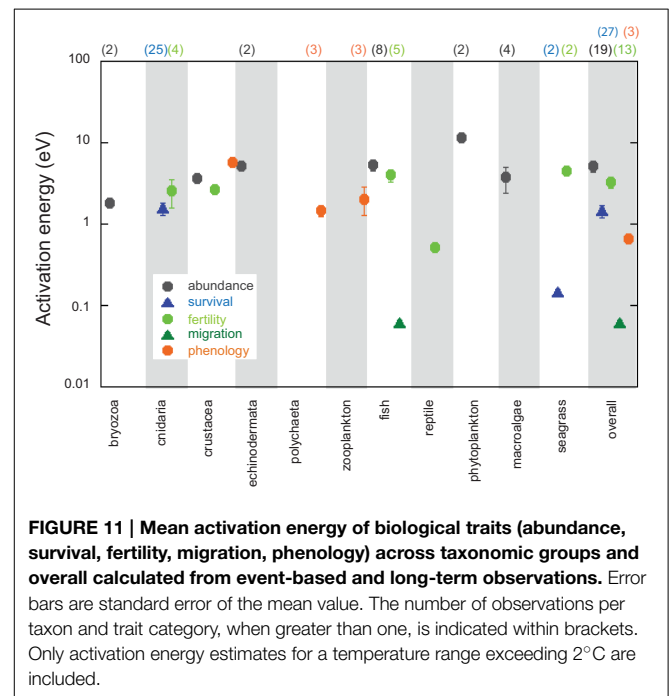 (27) (3)
(2) (25)(4) (2) (3) (3) (8) (5) (2) (4) (2) (2) (19)(13)
100
10
1
0.1
0.01
Activation energy (eV)
abundance
survival
fertility
migration
phenology
bryozoa
cnidaria
crustacea
echinodermata
polychaeta
zooplankton
fish
reptile
phytoplankton
macroalgae
seagrass
overall
FIGURE 11 | Mean activation energy of biological traits (abundance,
survival, fertility, migration, phenology) across taxonomic groups and
overall calculated from event-based and long-term observations. Error
bars are standard error of the mean value. The number of observations per
taxon and trait category, when greater than one, is indicated within brackets.
Only activation energy estimates for a temperature range exceeding 2°C are
included.